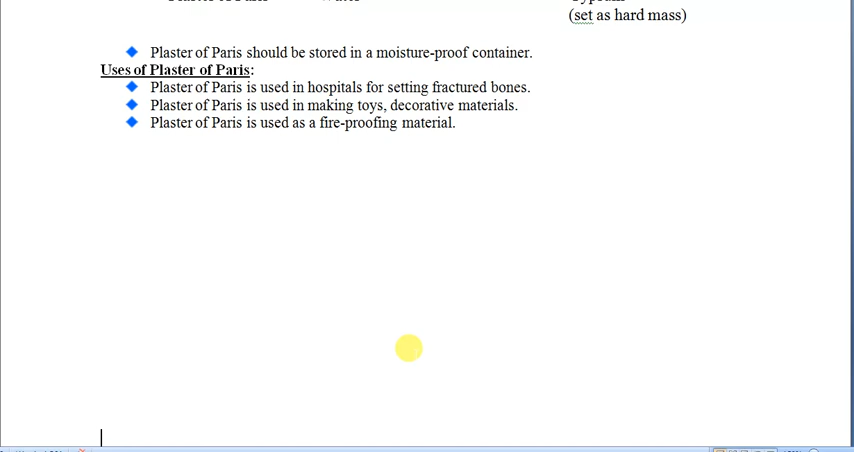 (set as hard mass)
Plaster of Paris should be stored in a moisture-proof container.
Uses of Plaster of Paris:
Plaster of Paris is used in hospitals for setting fractured bones.
Plaster of Paris is used in making toys, decorative materials.
Plaster of Paris is used as a fire-proofing material.